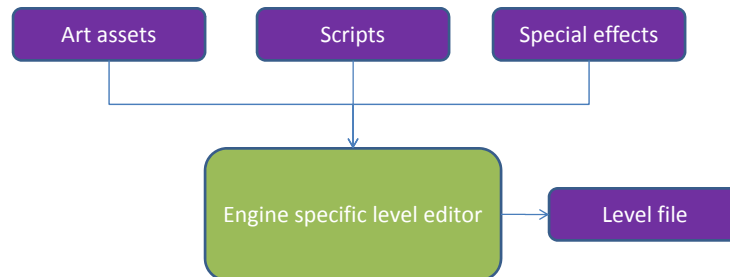 Art assets
Scripts
Special effects
Engine specific level editor
Level file